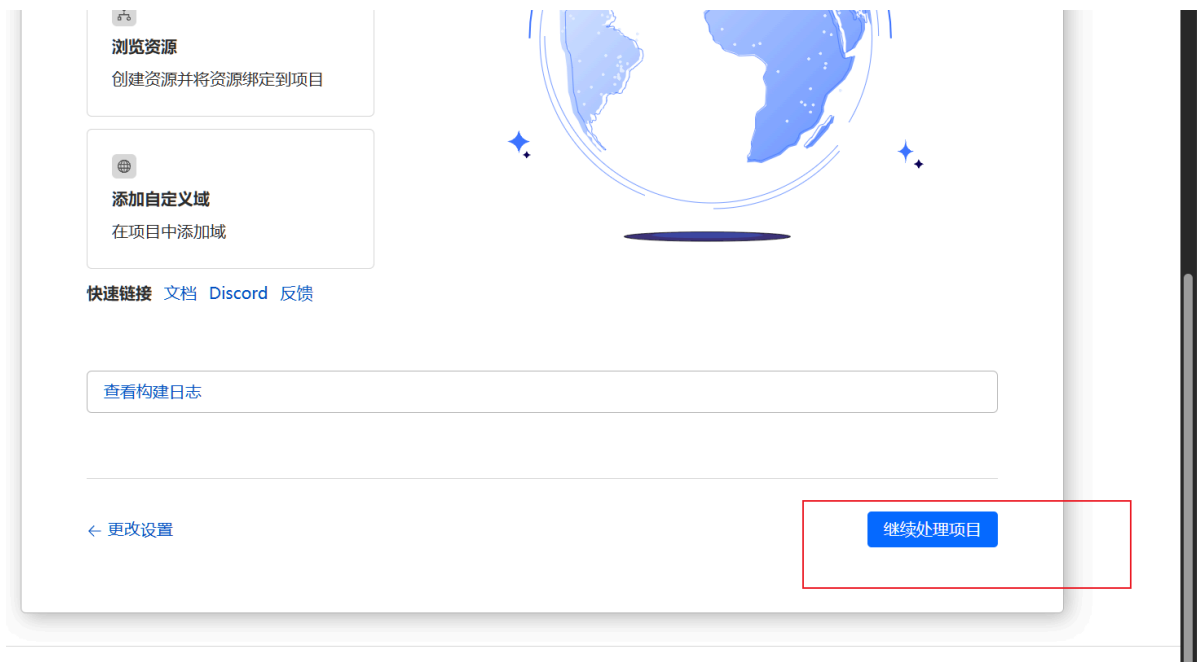 浏览资源
创建资源并将资源绑定到项目
添加自定义域
在项目中添加域
快速链接 文档 Discord 反馈
查看构建日志
← 更改设置
继续处理项目